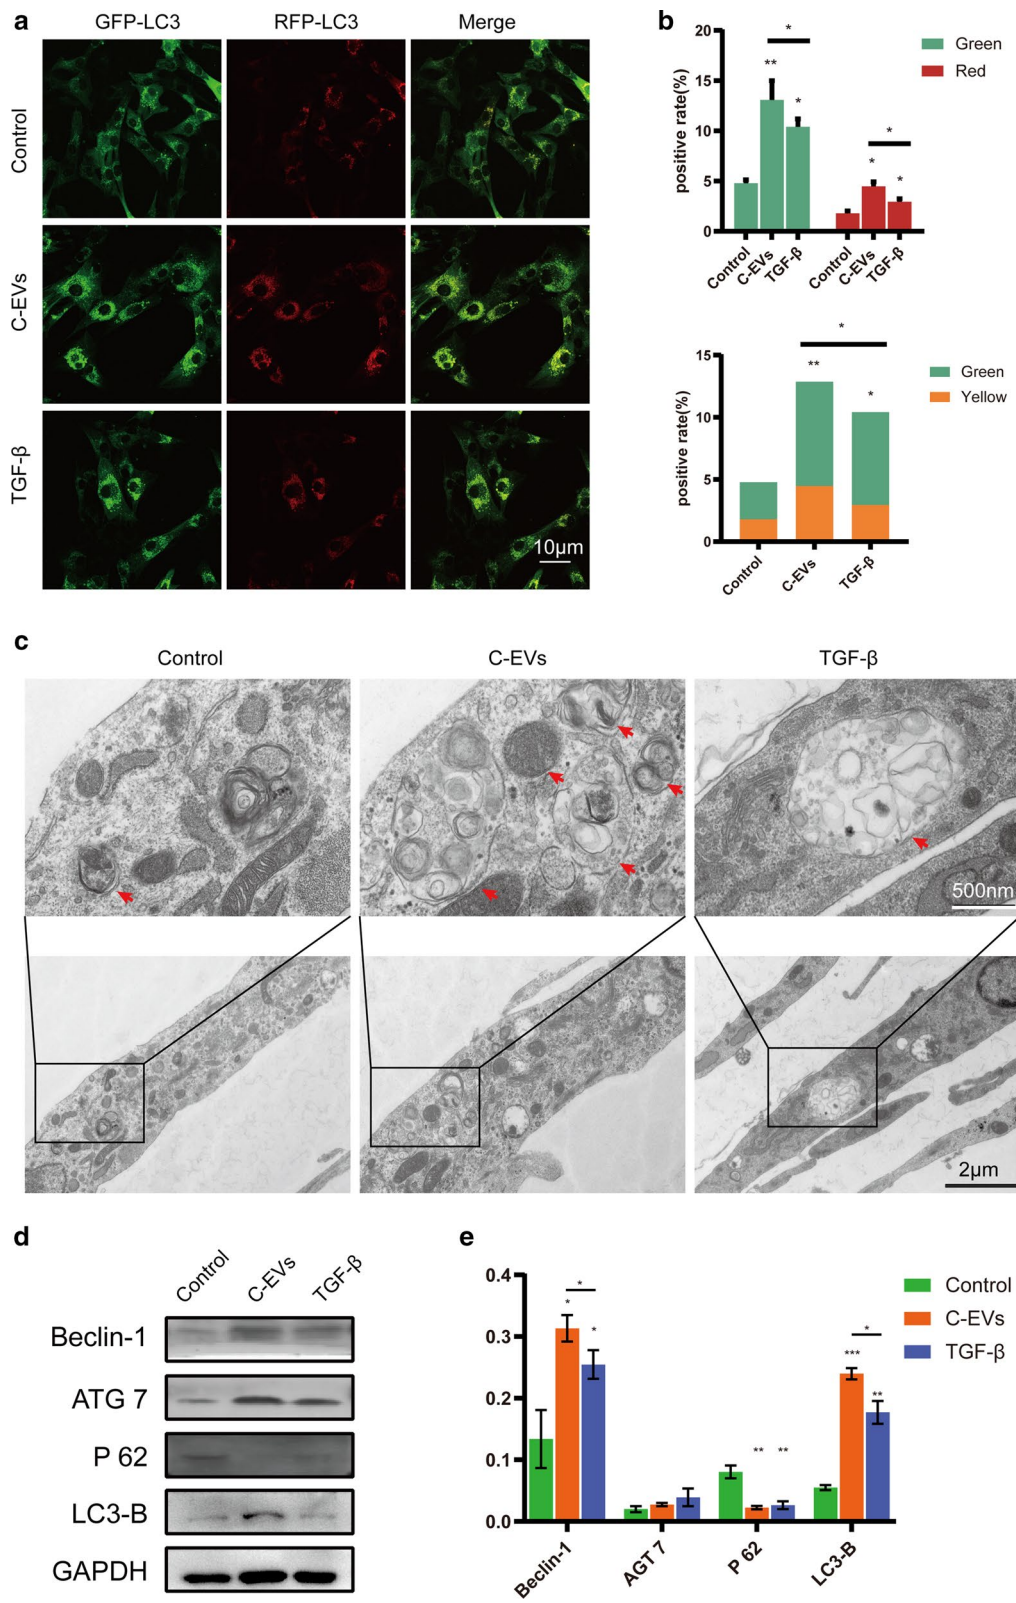 a
GFP-LC3 RFP-LC3 Merge
Control
C-EVs
TGF-β
10μm
b
20
15
10
5
0
positive rate(%)
* ** * * * *
Green
Red
Control C-EVs TGF-β Control C-EVs TGF-β
15
10
5
0
positive rate(%)
* ** *
Green
Yellow
Control C-EVs TGF-β
c
Control C-EVs TGF-β
500nm
2μm
d
Control C-EVs TGF-β
Beclin-1
ATG 7
P 62
LC3-B
GAPDH
e
0.4
0.3
0.2
0.1
0.0
* * * ** ** *** * **
Control
C-EVs
TGF-β
Beclin-1 AGT 7 P 62 LC3-B